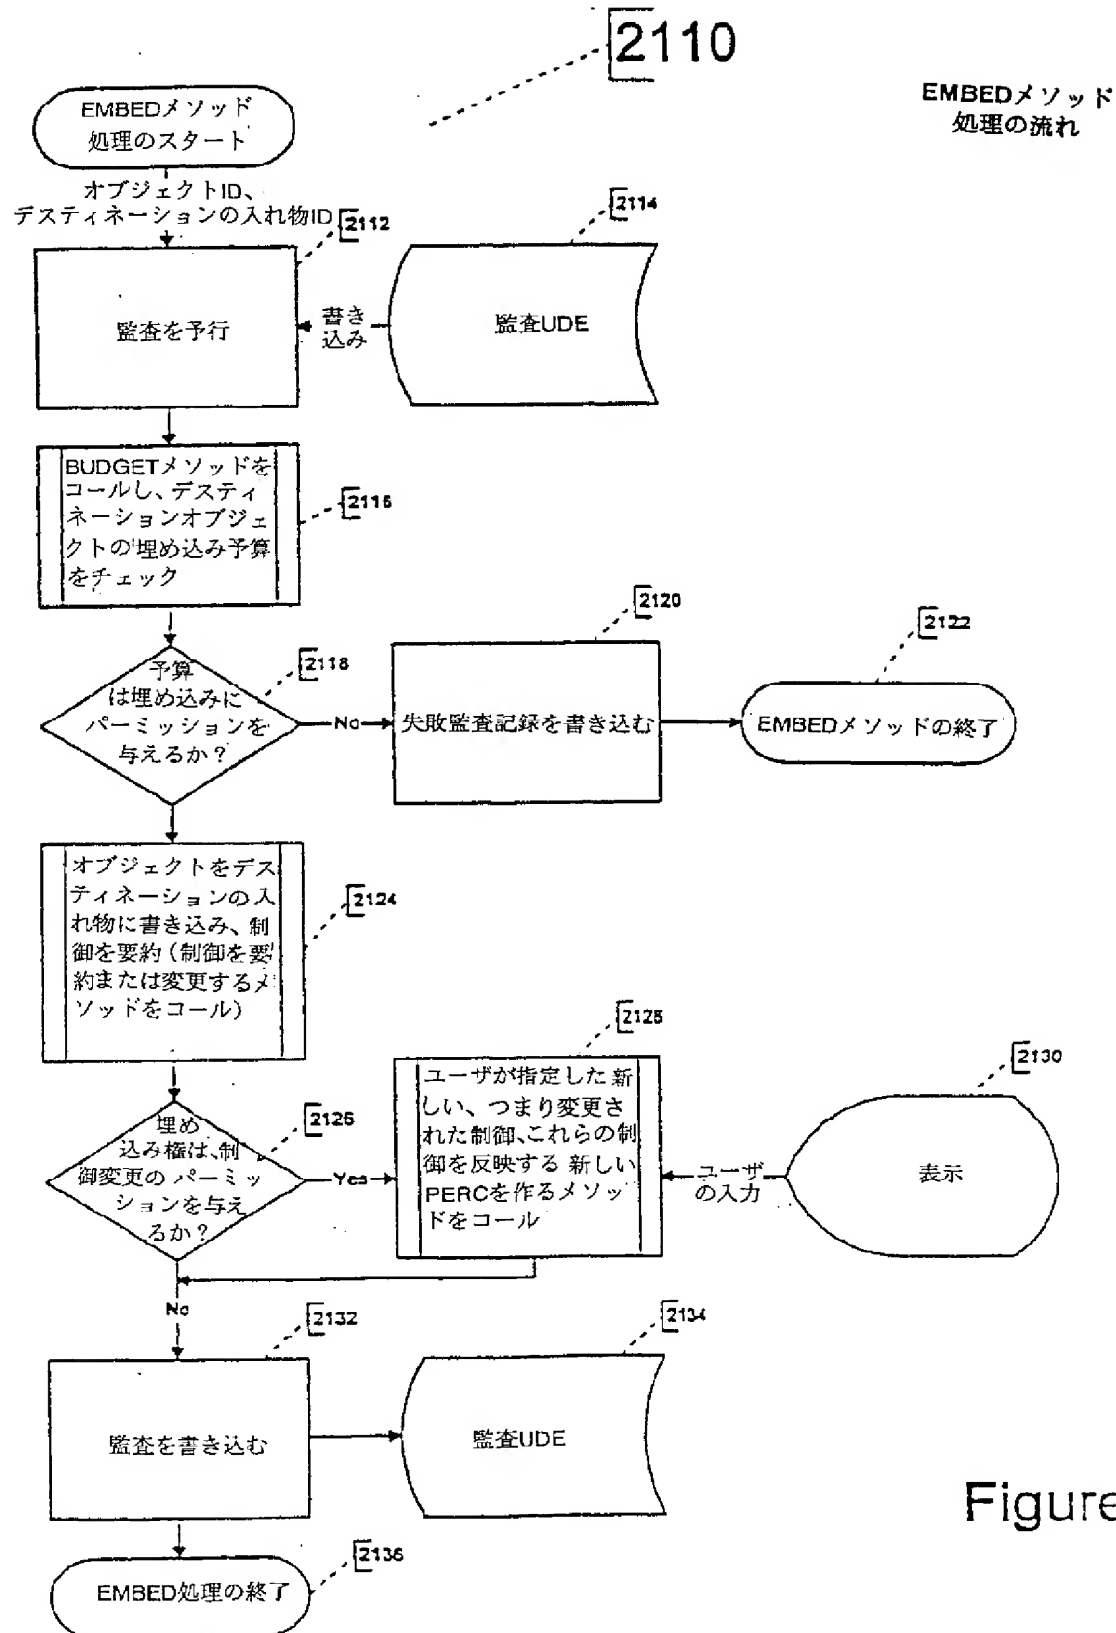 2110
EMBEDメソッド
処理の流れ
EMBEDメソッド
処理のスタート
オブジェクトID、
デスティネーションの入れ物ID
2112
2114
監査を予行
書き
込み
監査UDE
BUDGETメソッドを
コールし、デスティ
ネーションオブジェ
クトの埋め込み予算
をチェック
2116
予算
は埋め込みに
パーミッションを
与えるか？
2118
No
2120
失敗監査記録を書き込む
2122
EMBEDメソッドの終了
オブジェクトをデス
ティネーションの入
れ物に書き込み、制
御を要約（制御を要
約または変更するメ
ソッドをコール）
2124
埋め
込み権は、制
御変更の パーミッ
ションを与え
るか？
2126
Yes
2128
ユーザが指定した 新
しい、つまり変更さ
れた制御、これらの制
御を反映する 新しい
PERCを作るメソッ
ドをコール
ユーザ
の入力
2130
表示
No
2132
監査を書き込む
2134
監査UDE
2136
EMBED処理の終了
Figure